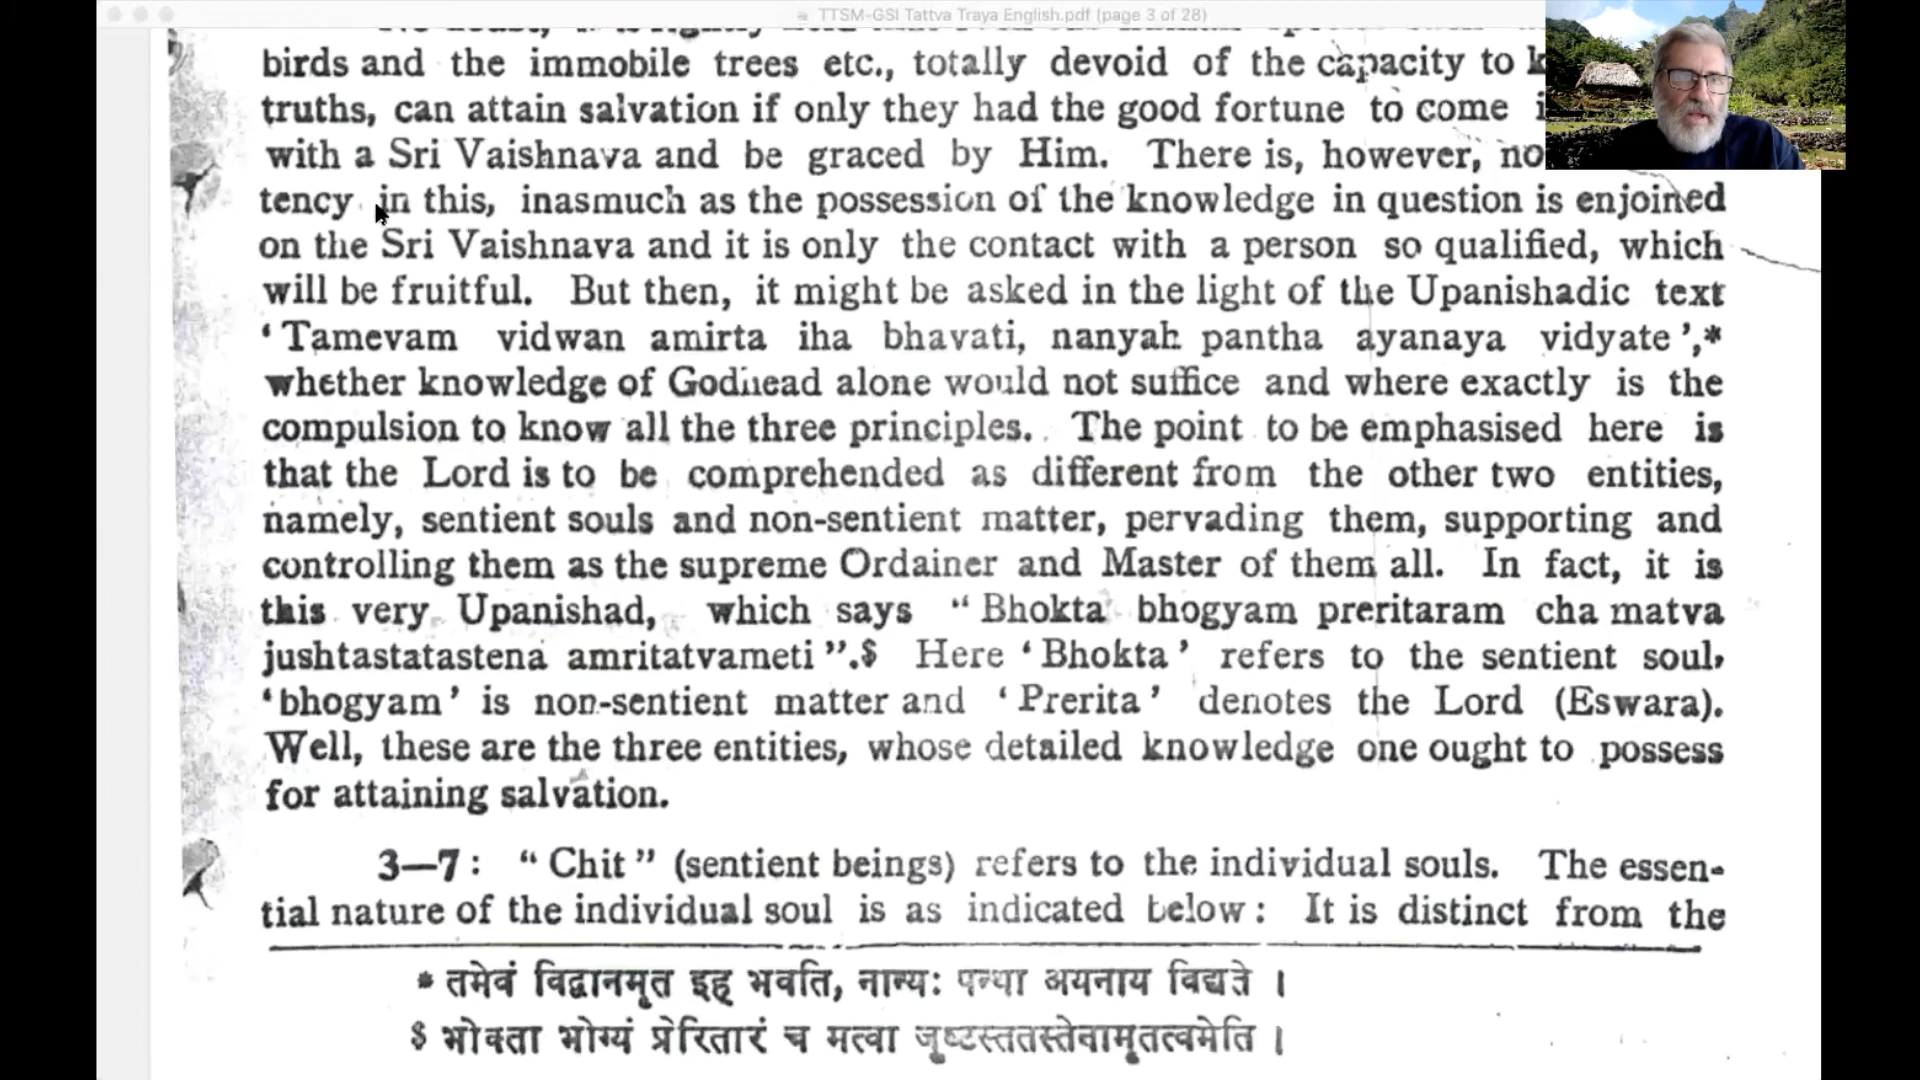 TTSM-GSI Tattva Traya English.pdf (page 3 of 28)
birds and the immobile trees etc., totally devoid of the capacity to
truths, can attain salvation if only they had the good fortune to come
with a Sri Vaishnava and be graced by Him. There is, however, no
tency in this, inasmuch as the possession of the knowledge in question is enjoined
on the Sri Vaishnava and it is only the contact with a person so qualified, which
will be fruitful. But then, it might be asked in the light of the Upanishadic text
‘Tamevam vidwan amirta iha bhavati, nanyah pantha ayanaya vidyate’,*
whether knowledge of Godhead alone would not suffice and where exactly is the
compulsion to know all the three principles. The point to be emphasised here is
that the Lord is to be comprehended as different from the other two entities,
namely, sentient souls and non-sentient matter, pervading them, supporting and
controlling them as the supreme Ordainer and Master of them all. In fact, it is
this very Upanishad, which says “Bhokta bhogyam preritaram cha matva
jushtastatastena amritatvameti”.$ Here ‘Bhokta’ refers to the sentient soul,
‘bhogyam’ is non-sentient matter and ‘Prerita’ denotes the Lord (Eswara).
Well, these are the three entities, whose detailed knowledge one ought to possess
for attaining salvation.
3—7: “Chit” (sentient beings) refers to the individual souls. The essen-
tial nature of the individual soul is as indicated below: It is distinct from the
* तमेवं विद्वानमृत इह भवति, नान्यः पन्था अयनाय विद्यते ।
$ भोक्ता भोग्यं प्रेरितारं च मत्वा जुष्टस्ततस्तेनामृतत्वमेति ।